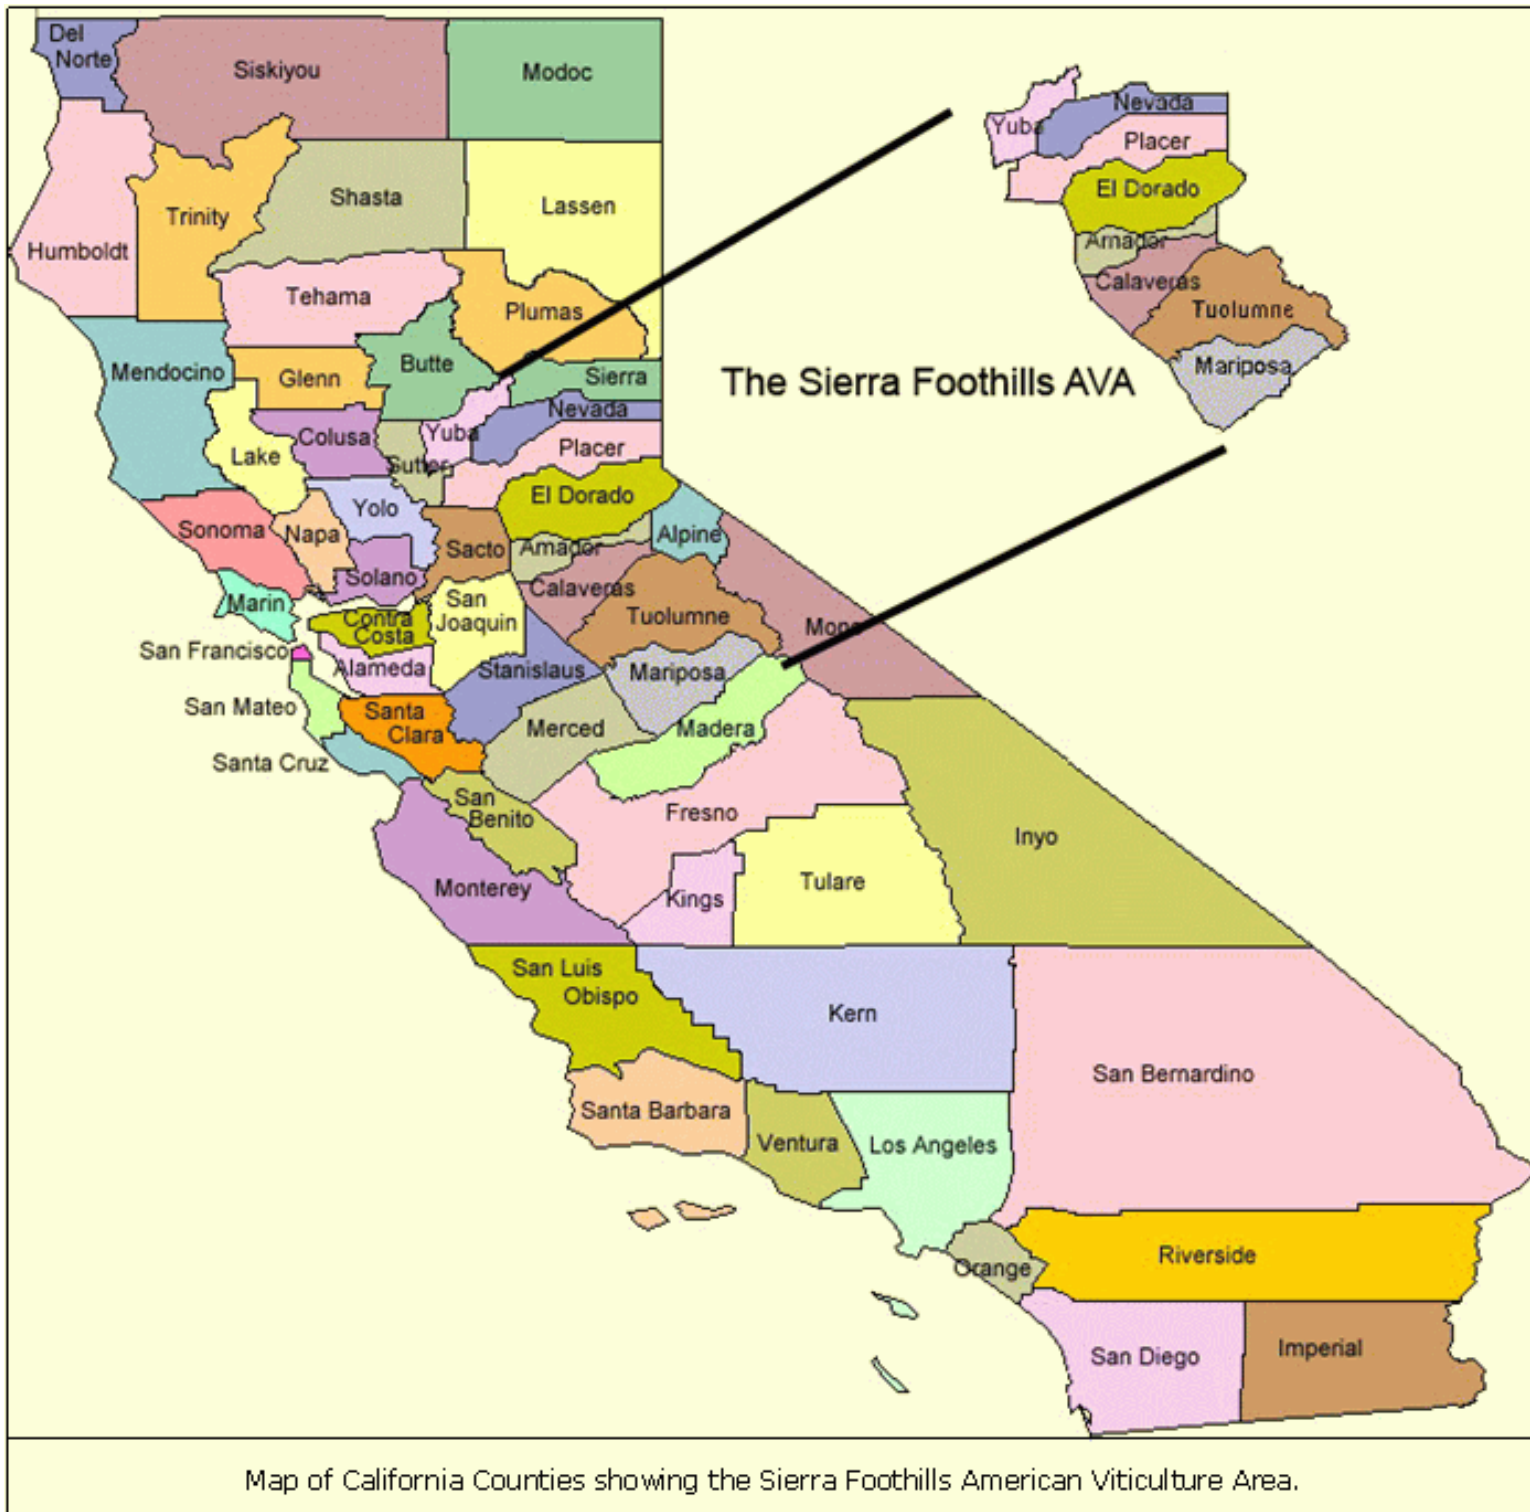 Del
Norte
Siskiyou
Modoc
Humboldt
Trinity
Shasta
Lassen
Tehama
Plumas
Mendocino
Glenn
Butte
Sierra
Nevada
Yuba
Placer
Colusa
Lake
Sutter
El Dorado
Yolo
Sonoma
Napa
Sacto
Amador
Alpine
Solano
Calaveras
Marin
San
Joaquin
Contra
Costa
Tuolumne
Mono
San Francisco
Alameda
Stanislaus
Mariposa
San Mateo
Santa
Clara
Merced
Madera
Santa Cruz
San
Benito
Fresno
Inyo
Monterey
Kings
Tulare
San Luis
Obispo
Kern
San Bernardino
Santa Barbara
Ventura
Los Angeles
Orange
Riverside
San Diego
Imperial
Nevada
Yuba
Placer
El Dorado
Amador
Calaveras
Tuolumne
Mariposa
The Sierra Foothills AVA
Map of California Counties showing the Sierra Foothills American Viticulture Area.